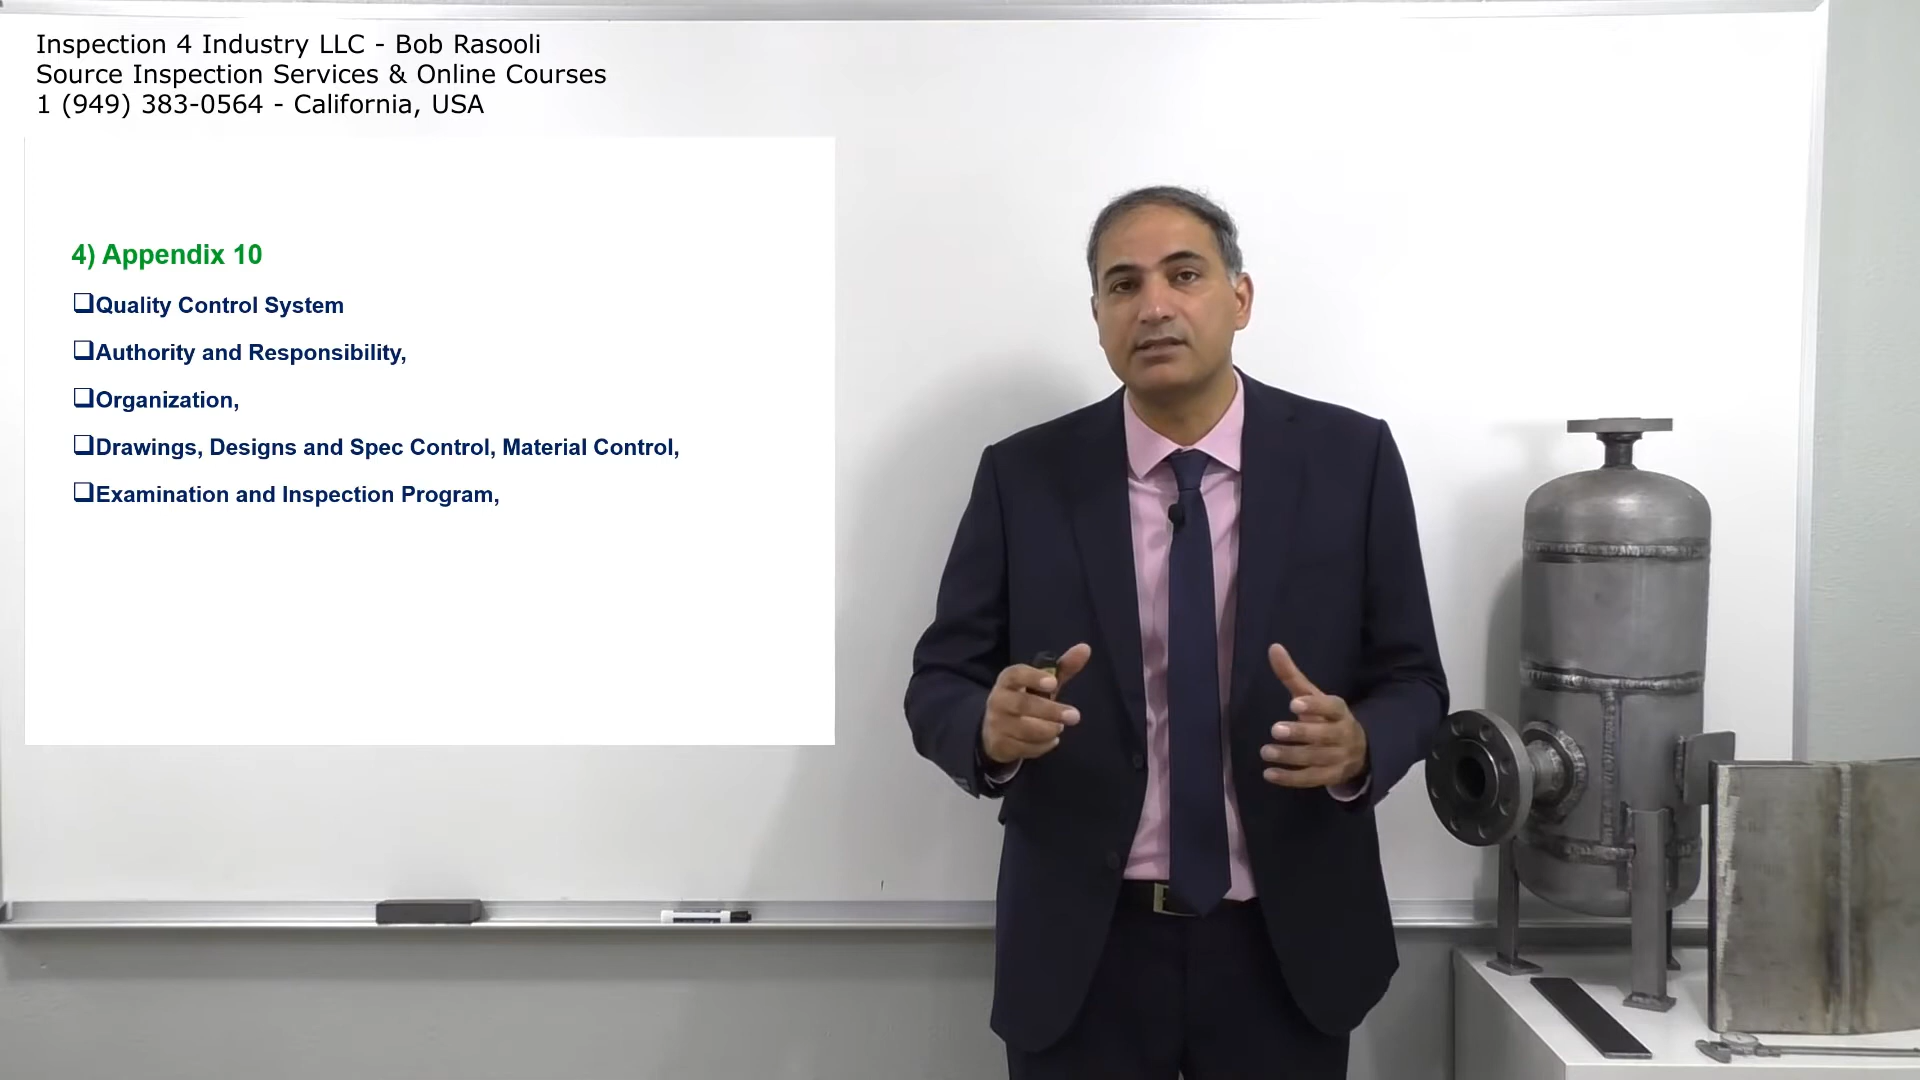 Inspection 4 Industry LLC - Bob Rasooli
Source Inspection Services & Online Courses
1 (949) 383-0564 - California, USA
4) Appendix 10
❑Quality Control System
❑Authority and Responsibility,
❑Organization,
❑Drawings, Designs and Spec Control, Material Control,
❑Examination and Inspection Program,